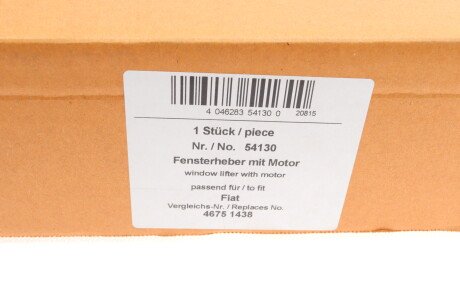 4 046283 54130 0 20815
1 Stück / piece
Nr. / No. 54130
Fensterheber mit Motor
window lifter with motor
passend für / to fit
Fiat
Vergleichs-Nr. / Replaces No.
4675 1438